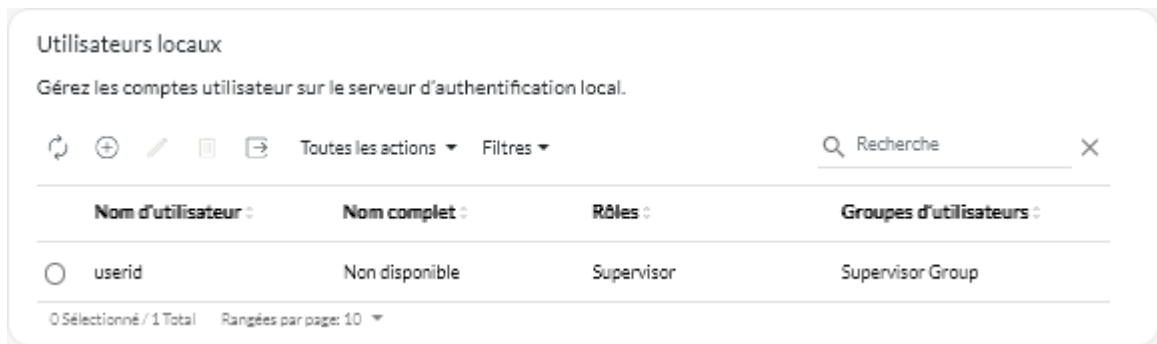 Utilisateurs locaux
Gérez les comptes utilisateur sur le serveur d'authentification local.
Toutes les actions Filtres Recherche
Nom d'utilisateur Nom complet Rôles Groupes d'utilisateurs
userid Non disponible Supervisor Supervisor Group
0 Sélectionné / 1 Total Rangées par page: 10